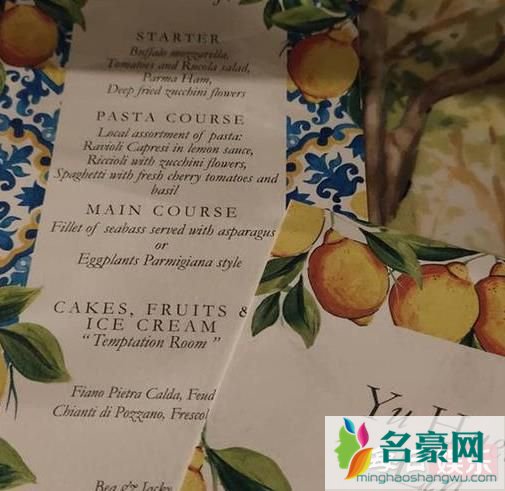 STARTER
Buffalo mozzarella,
Tomatoes and Rucola salad,
Parma Ham,
Deep fried zucchini flowers
PASTA COURSE
Local assortment of pasta:
Ravioli Capresi in lemon sauce,
Riccioli with zucchini flowers,
Spaghetti with fresh cherry tomatoes and
basil
MAIN COURSE
Fillet of seabass served with asparagus
or
Eggplants Parmigiana style
CAKES, FRUITS &
ICE CREAM
"Temptation Room"
Fiano Pietra Calda, Feud
Chianti di Pozzano, Frescob
Bea & Jacky
Yu H
名豪网
minghaoshangwu.com